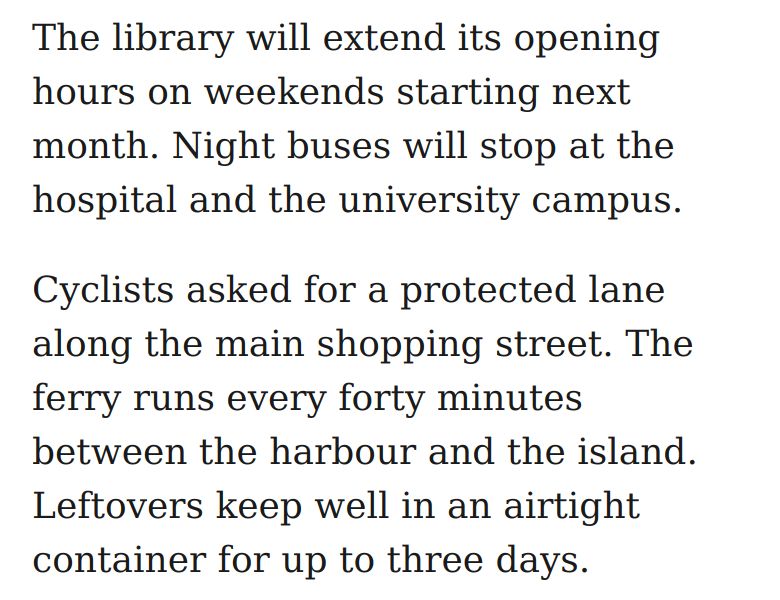 The library will extend its opening
hours on weekends starting next
month. Night buses will stop at the
hospital and the university campus.
Cyclists asked for a protected lane
along the main shopping street. The
ferry runs every forty minutes
between the harbour and the island.
Leftovers keep well in an airtight
container for up to three days.